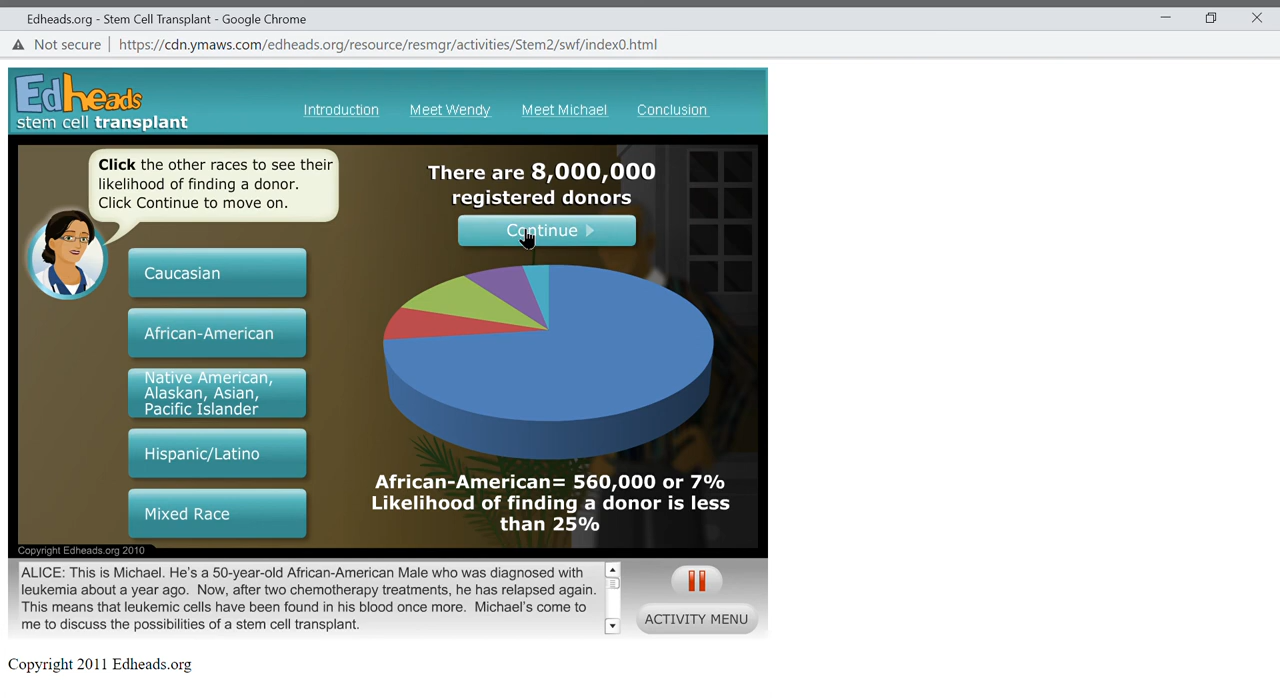 Edheads.org - Stem Cell Transplant - Google Chrome
Not secure | https://cdn.ymaws.com/edheads.org/resource/resmgr/activities/Stem2/swf/index0.html
Edheads
stem cell transplant
Introduction Meet Wendy Meet Michael Conclusion
Click the other races to see their
likelihood of finding a donor.
Click Continue to move on.
There are 8,000,000
registered donors
Continue
Caucasian
African-American
Native American,
Alaskan, Asian,
Pacific Islander
Hispanic/Latino
Mixed Race
African-American= 560,000 or 7%
Likelihood of finding a donor is less
than 25%
Copyright Edheads.org 2010
ALICE: This is Michael. He's a 50-year-old African-American Male who was diagnosed with
leukemia about a year ago. Now, after two chemotherapy treatments, he has relapsed again.
This means that leukemic cells have been found in his blood once more. Michael's come to
me to discuss the possibilities of a stem cell transplant.
ACTIVITY MENU
Copyright 2011 Edheads.org